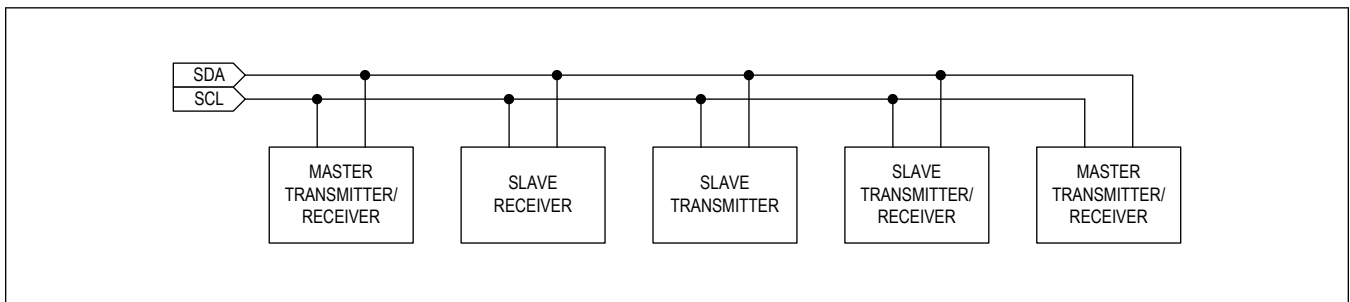 SDA
SCL
MASTER
TRANSMITTER/
RECEIVER
SLAVE
RECEIVER
SLAVE
TRANSMITTER
SLAVE
TRANSMITTER/
RECEIVER
MASTER
TRANSMITTER/
RECEIVER